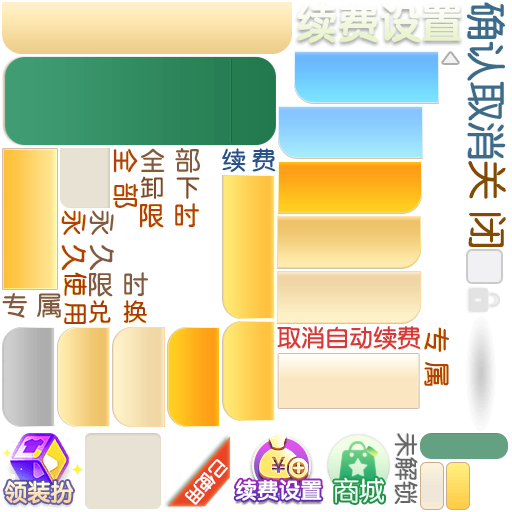 续费设置
确认取消
关闭
全部
全部
卸下
限时
续费
永久
永久
限时
使用
兑换
专属
取消自动续费
专属
领装扮
已使用
¥
续费设置
商城
未解锁